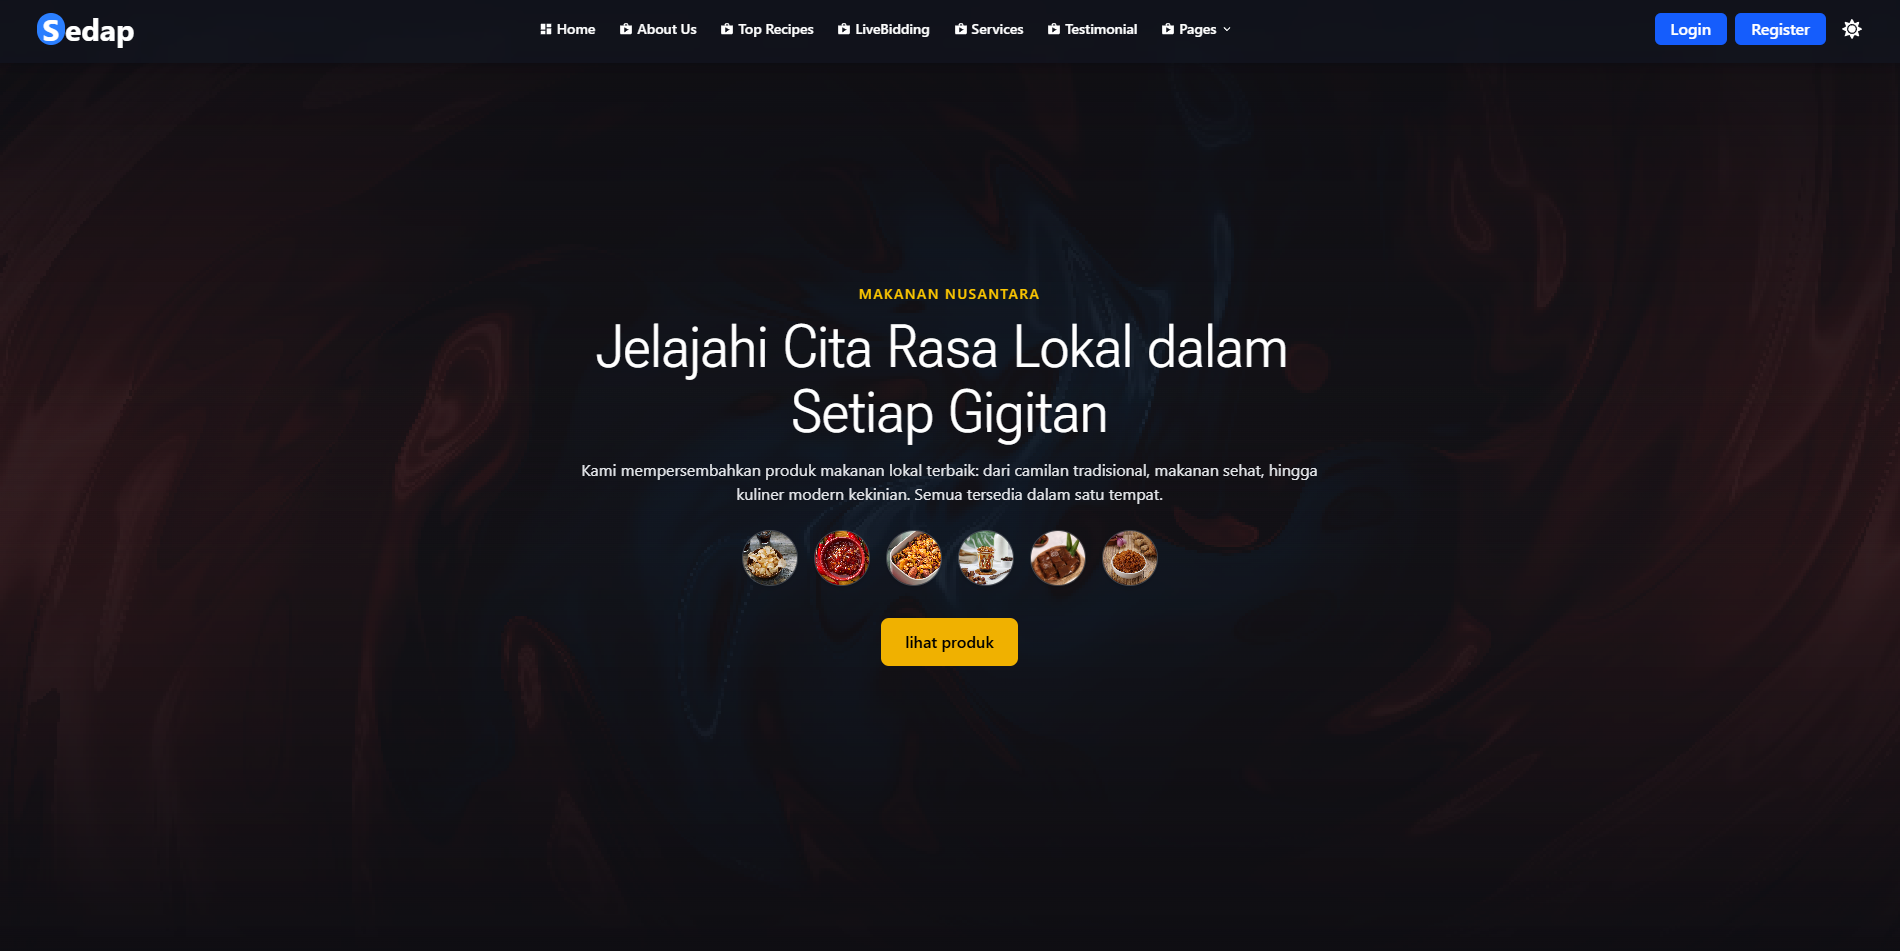 Sedap
Home About Us Top Recipes LiveBidding Services Testimonial Pages
Login Register
MAKANAN NUSANTARA
Jelajahi Cita Rasa Lokal dalam
Setiap Gigitan
Kami mempersembahkan produk makanan lokal terbaik: dari camilan tradisional, makanan sehat, hingga
kuliner modern kekinian. Semua tersedia dalam satu tempat.
lihat produk